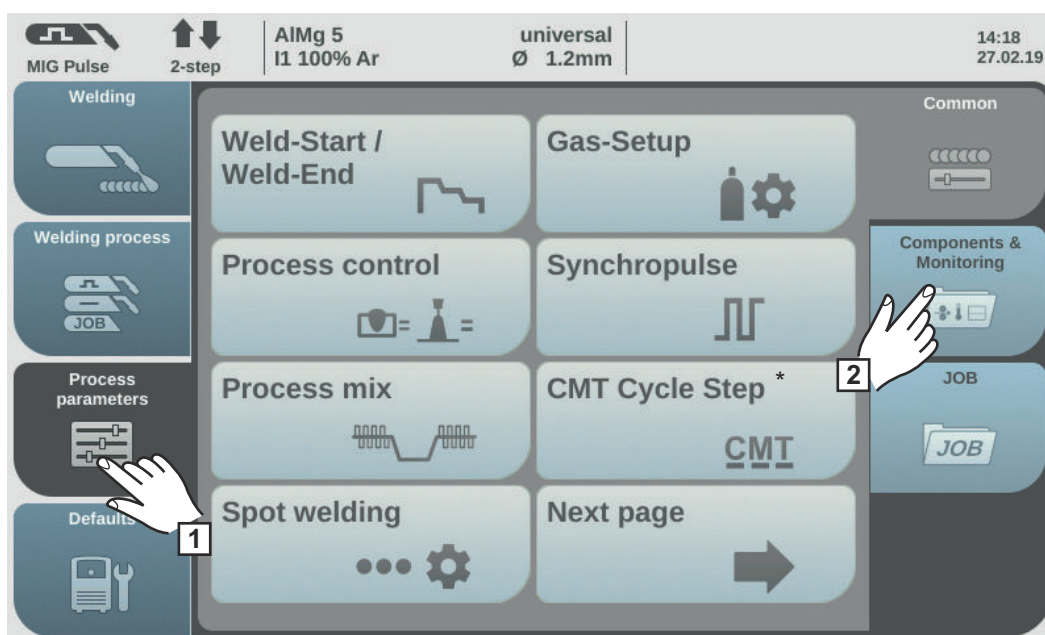 MIG Pulse
2-step
AlMg 5
I1 100% Ar
universal
Ø 1.2mm
14:18
27.02.19
Welding
Welding process
JOB
Process
parameters
1
Defaults
Weld-Start /
Weld-End
Gas-Setup
Process control
=
=
Synchropulse
Process mix
CMT Cycle Step *
CMT
Spot welding
Next page
Common
Components &
Monitoring
2
JOB
JOB